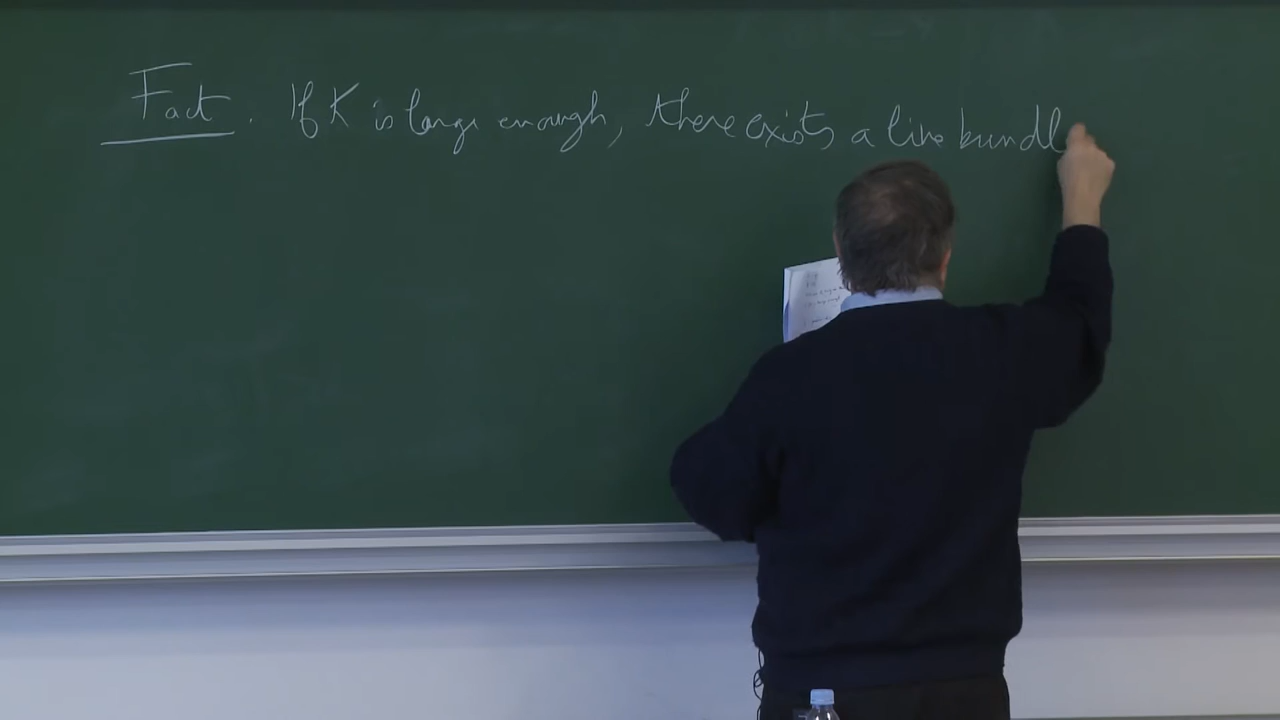 Fact. If K is large enough, there exists a line bundl